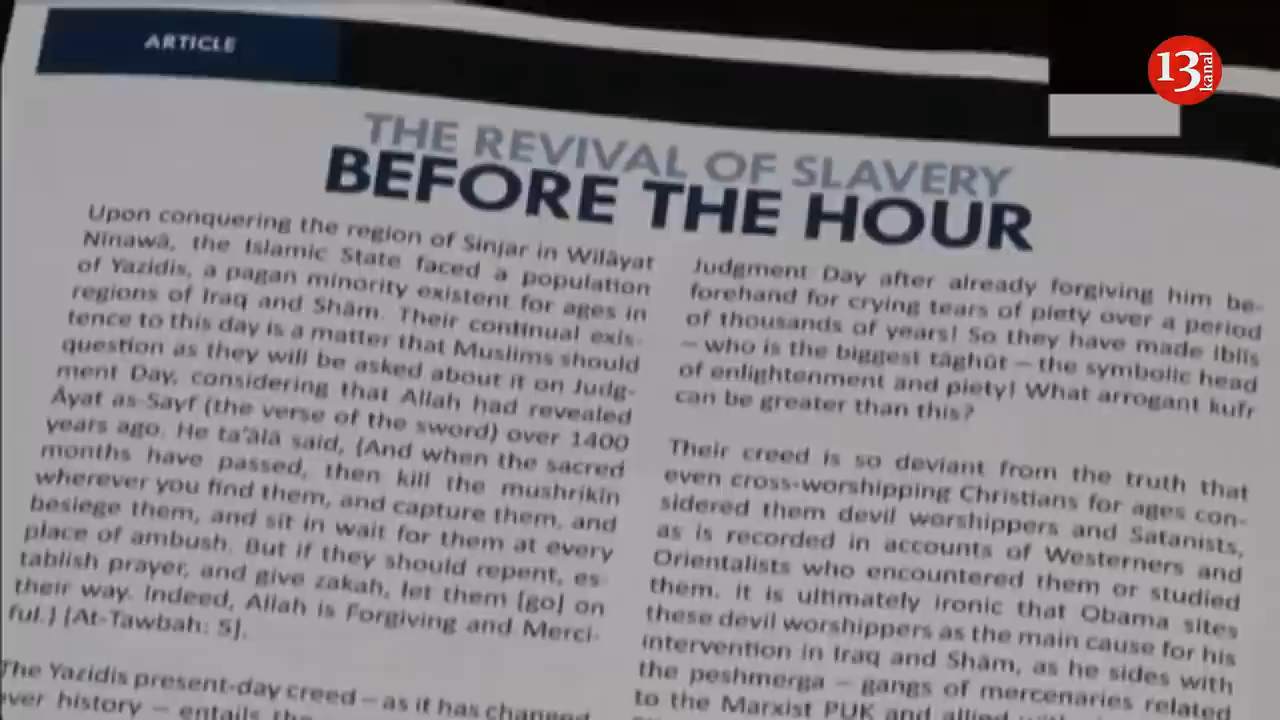 ARTICLE
13
kanal
THE REVIVAL OF SLAVERY
BEFORE THE HOUR
Upon conquering the region of Sinjar in Wilāyat
Nīnawā, the Islamic State faced a population
of Yazidis, a pagan minority existent for ages in
regions of Iraq and Shām. Their continual exis-
tence to this day is a matter that Muslims should
question as they will be asked about it on Judg-
ment Day, considering that Allah had revealed
Āyat as-Sayf (the verse of the sword) over 1400
years ago. He ta'ālā said, {And when the sacred
months have passed, then kill the mushrikīn
wherever you find them, and capture them, and
besiege them, and sit in wait for them at every
place of ambush. But if they should repent, es-
tablish prayer, and give zakah, let them [go] on
their way. Indeed, Allah is Forgiving and Merci-
ful.} [At-Tawbah: 5].
The Yazidis present-day creed – as it has changed
ever history – entails the
Judgment Day after already forgiving him be-
forehand for crying tears of piety over a period
of thousands of years! So they have made Iblīs
– who is the biggest tāghūt – the symbolic head
of enlightenment and piety! What arrogant kufr
can be greater than this?
Their creed is so deviant from the truth that
even cross-worshipping Christians for ages con-
sidered them devil worshippers and Satanists,
as is recorded in accounts of Westerners and
Orientalists who encountered them or studied
them. It is ultimately ironic that Obama sites
these devil worshippers as the main cause for his
intervention in Iraq and Shām, as he sides with
the peshmerga – gangs of mercenaries related
to the Marxist PUK and allied